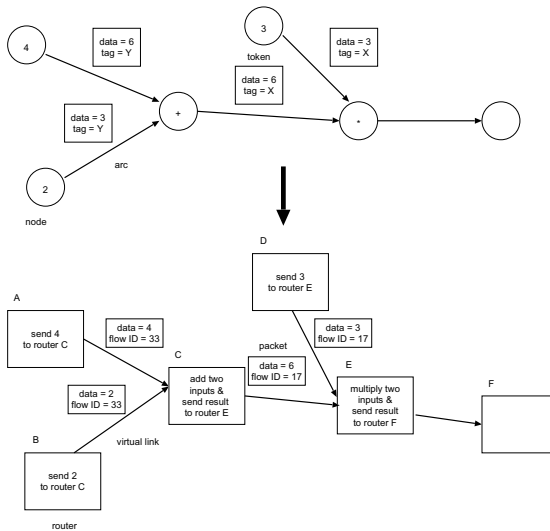 4
data = 6
tag = Y
3
token
data = 3
tag = X
data = 6
tag = X
data = 3
tag = Y
+
*
arc
2
node
D
send 3
to router E
A
send 4
to router C
data = 4
flow ID = 33
data = 3
flow ID = 17
packet
C
data = 6
flow ID = 17
E
F
data = 2
flow ID = 33
add two
inputs &
send result
to router E
multiply two
inputs &
send result
to router F
B
virtual link
send 2
to router C
router